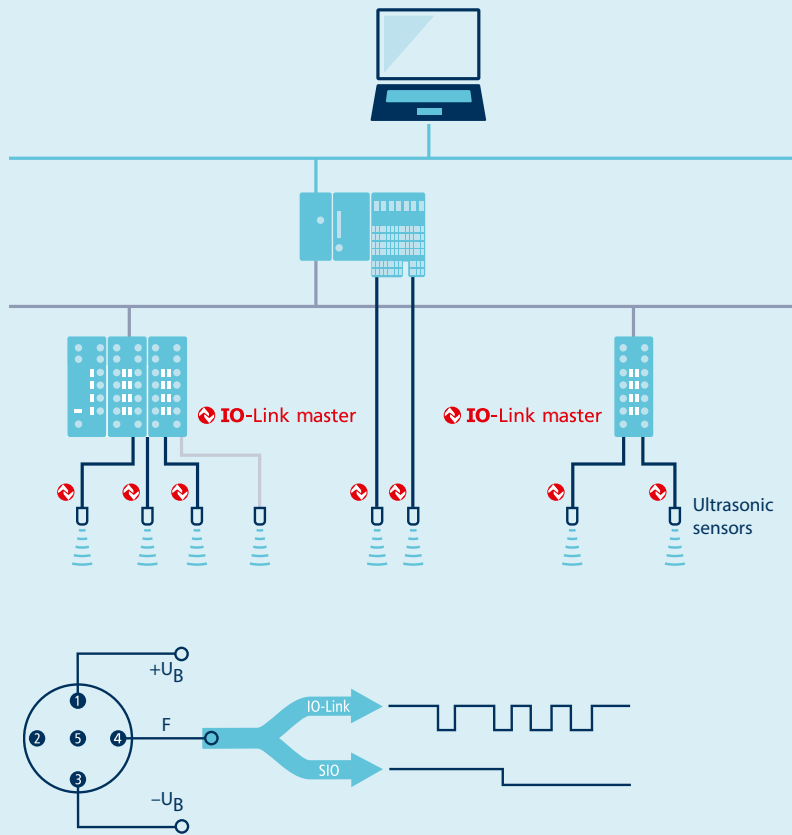 IO-Link master
IO-Link master
Ultrasonic
sensors
+UB
1
F
IO-Link
2
5
4
SIO
3
−UB